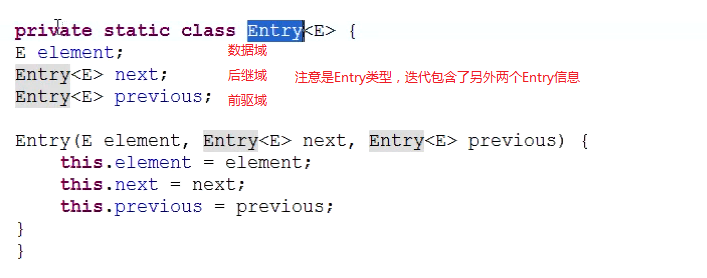 private static class Entry<E> {
E element; 数据域
Entry<E> next; 后继域 注意是Entry类型，迭代包含了另外两个Entry信息
Entry<E> previous; 前驱域
Entry(E element, Entry<E> next, Entry<E> previous) {
this.element = element;
this.next = next;
this.previous = previous;
}
}